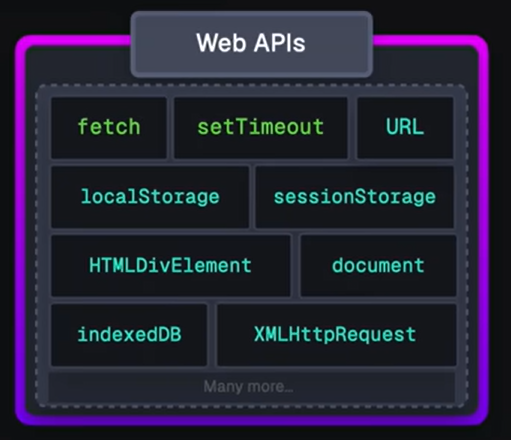 Web APIs
fetch setTimeout URL
localStorage sessionStorage
HTMLDivElement document
indexedDB XMLHttpRequest
Many more...